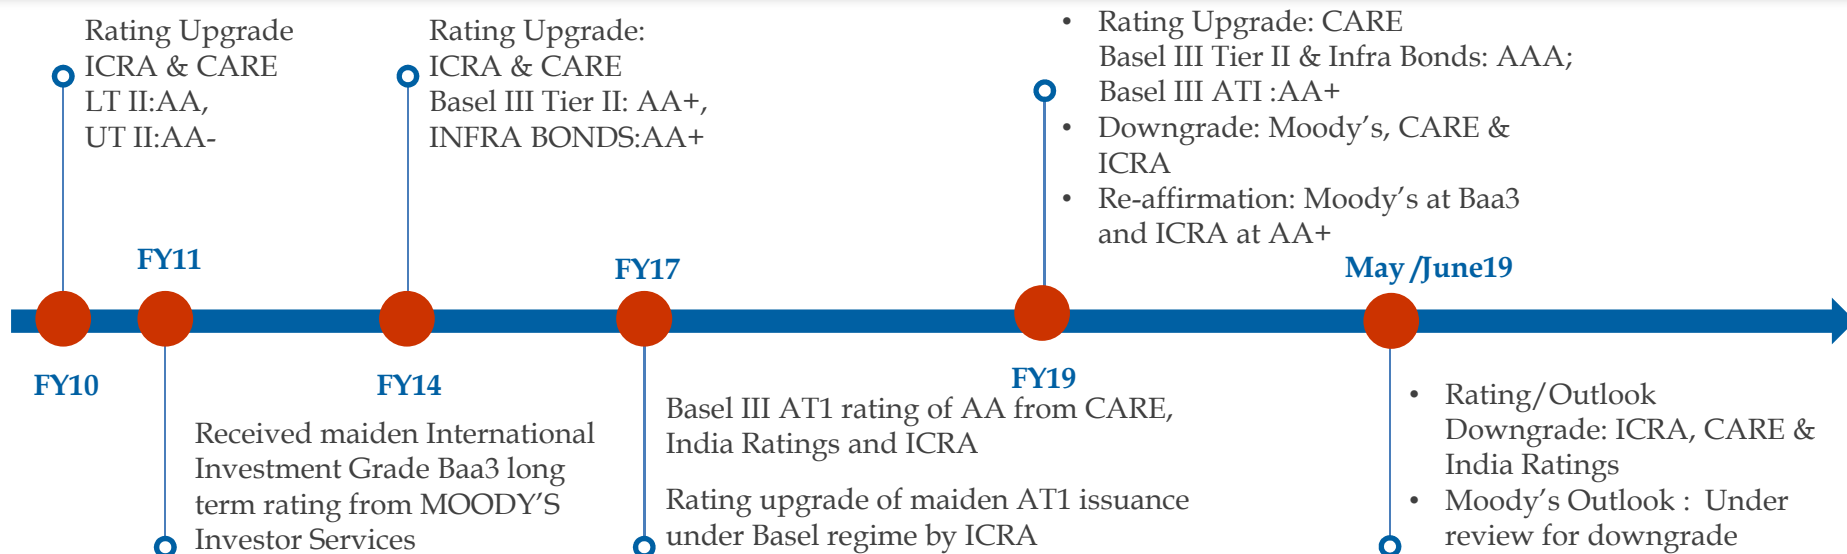 Rating Upgrade
ICRA & CARE
LT II:AA,
UT II:AA-
FY10
FY11
Received maiden International
Investment Grade Baa3 long
term rating from MOODY'S
Investor Services
Rating Upgrade:
ICRA & CARE
Basel III Tier II: AA+,
INFRA BONDS:AA+
FY14
FY17
Basel III AT1 rating of AA from CARE,
India Ratings and ICRA
Rating upgrade of maiden AT1 issuance
under Basel regime by ICRA
• Rating Upgrade: CARE
Basel III Tier II & Infra Bonds: AAA;
Basel III ATI :AA+
• Downgrade: Moody's, CARE &
ICRA
• Re-affirmation: Moody's at Baa3
and ICRA at AA+
FY19
May /June19
• Rating/Outlook
Downgrade: ICRA, CARE &
India Ratings
• Moody's Outlook : Under
review for downgrade